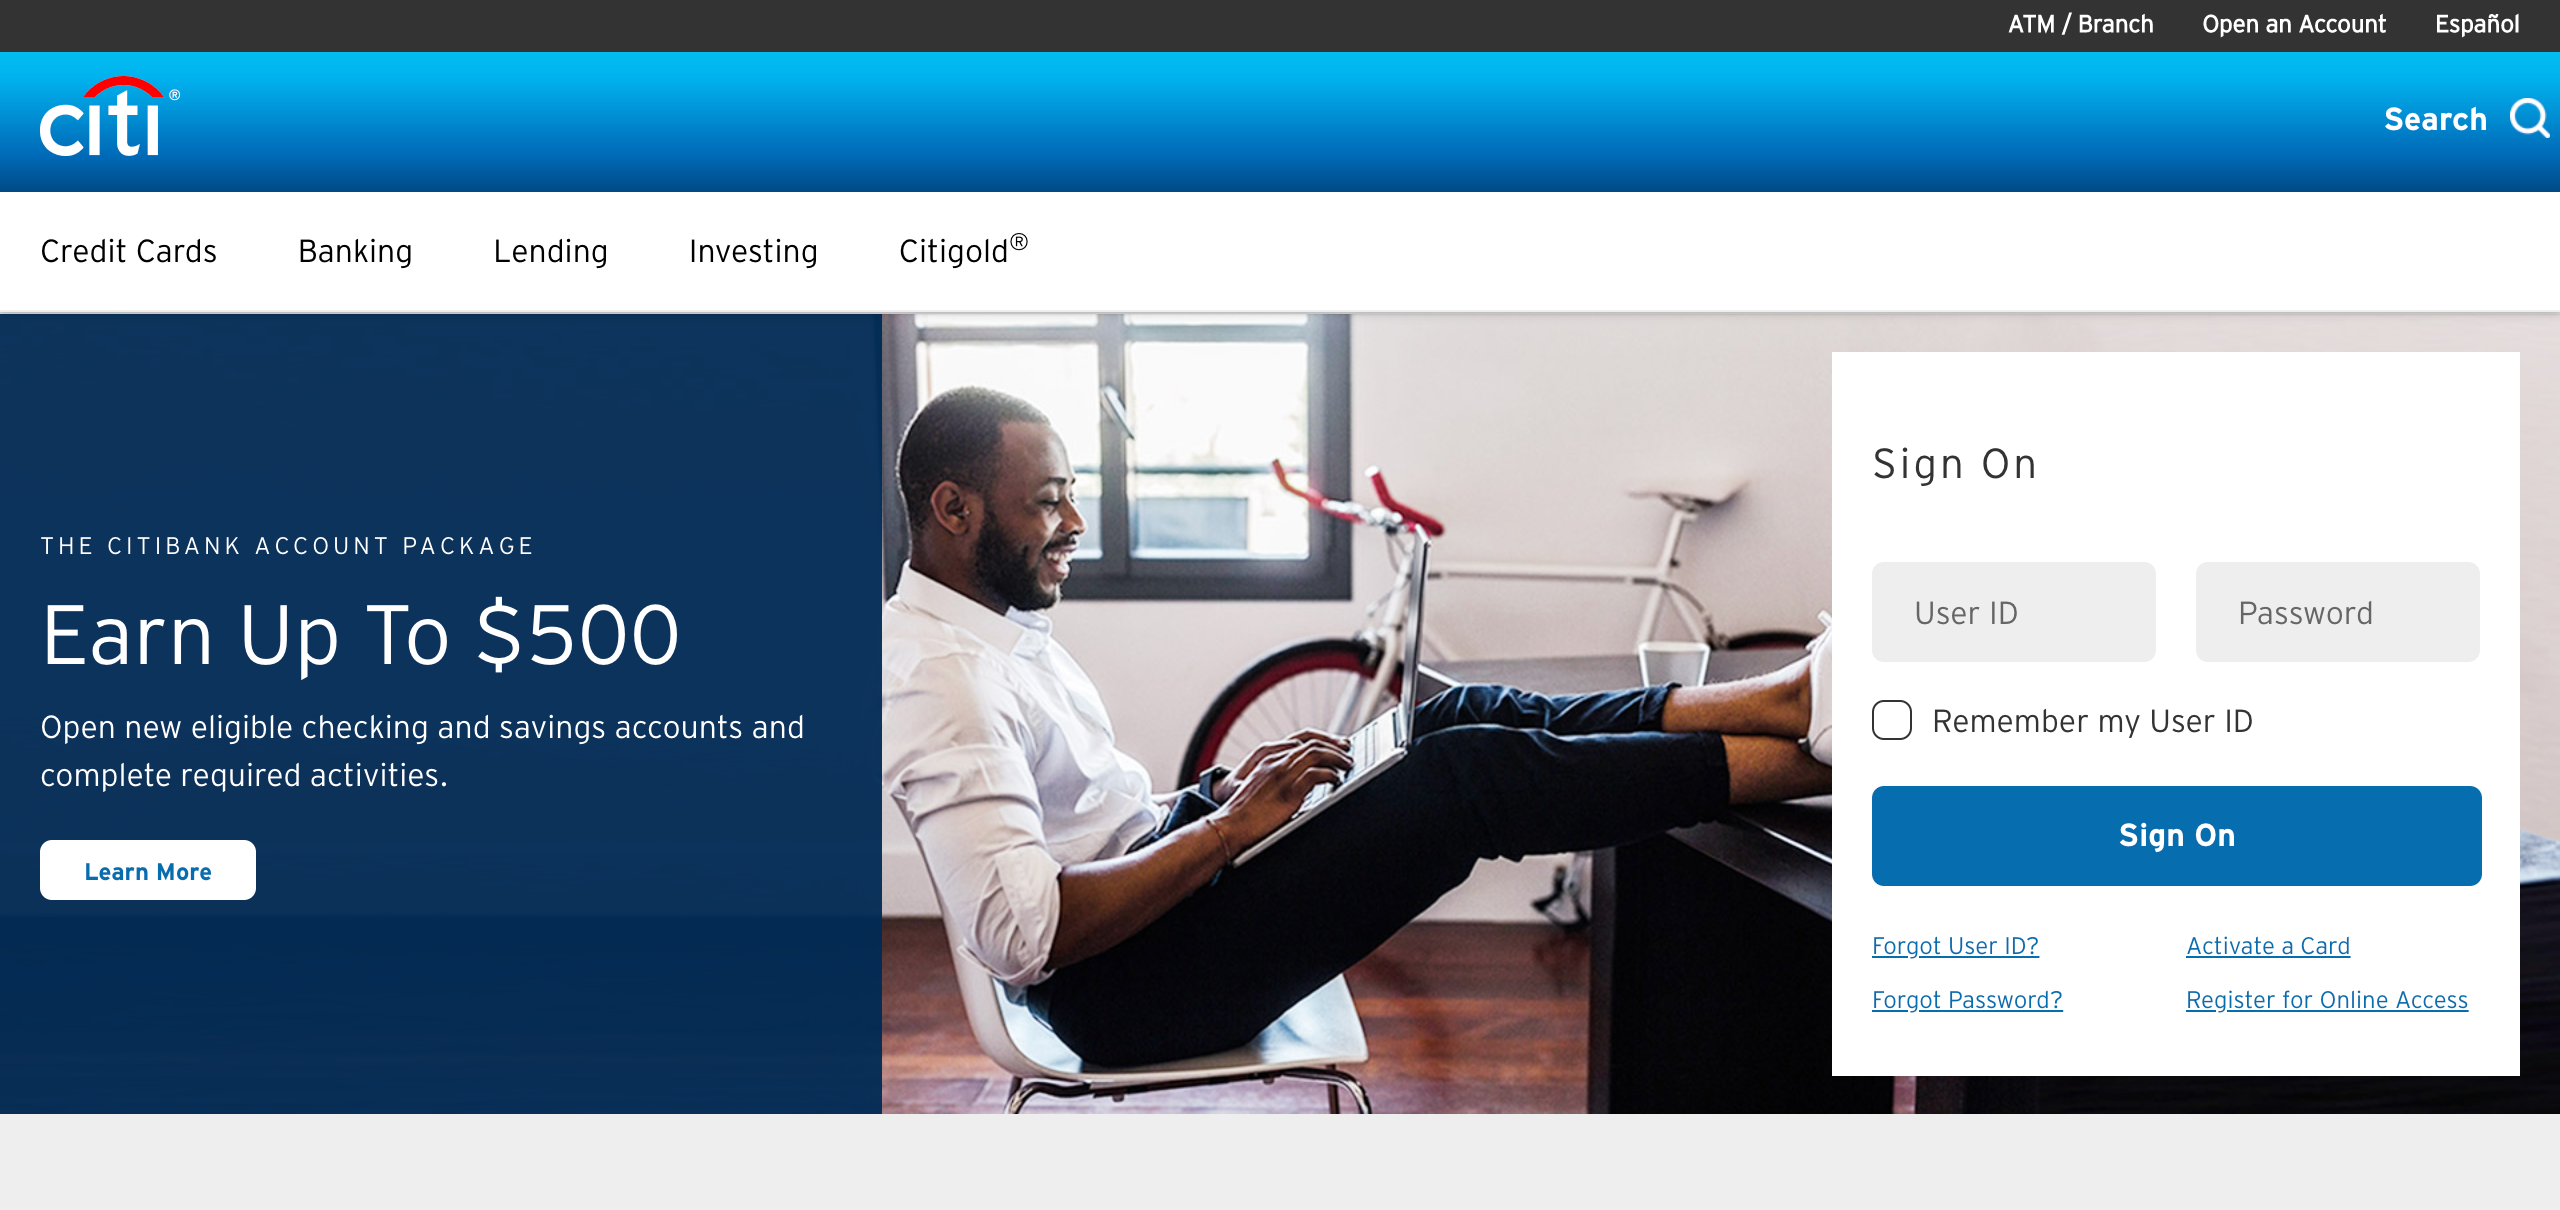 ATM / Branch
Open an Account
Español
citi®
Search
Credit Cards
Banking
Lending
Investing
Citigold®
THE CITIBANK ACCOUNT PACKAGE
Earn Up To $500
Open new eligible checking and savings accounts and
complete required activities.
Learn More
Sign On
User ID
Password
Remember my User ID
Sign On
Forgot User ID?
Activate a Card
Forgot Password?
Register for Online Access